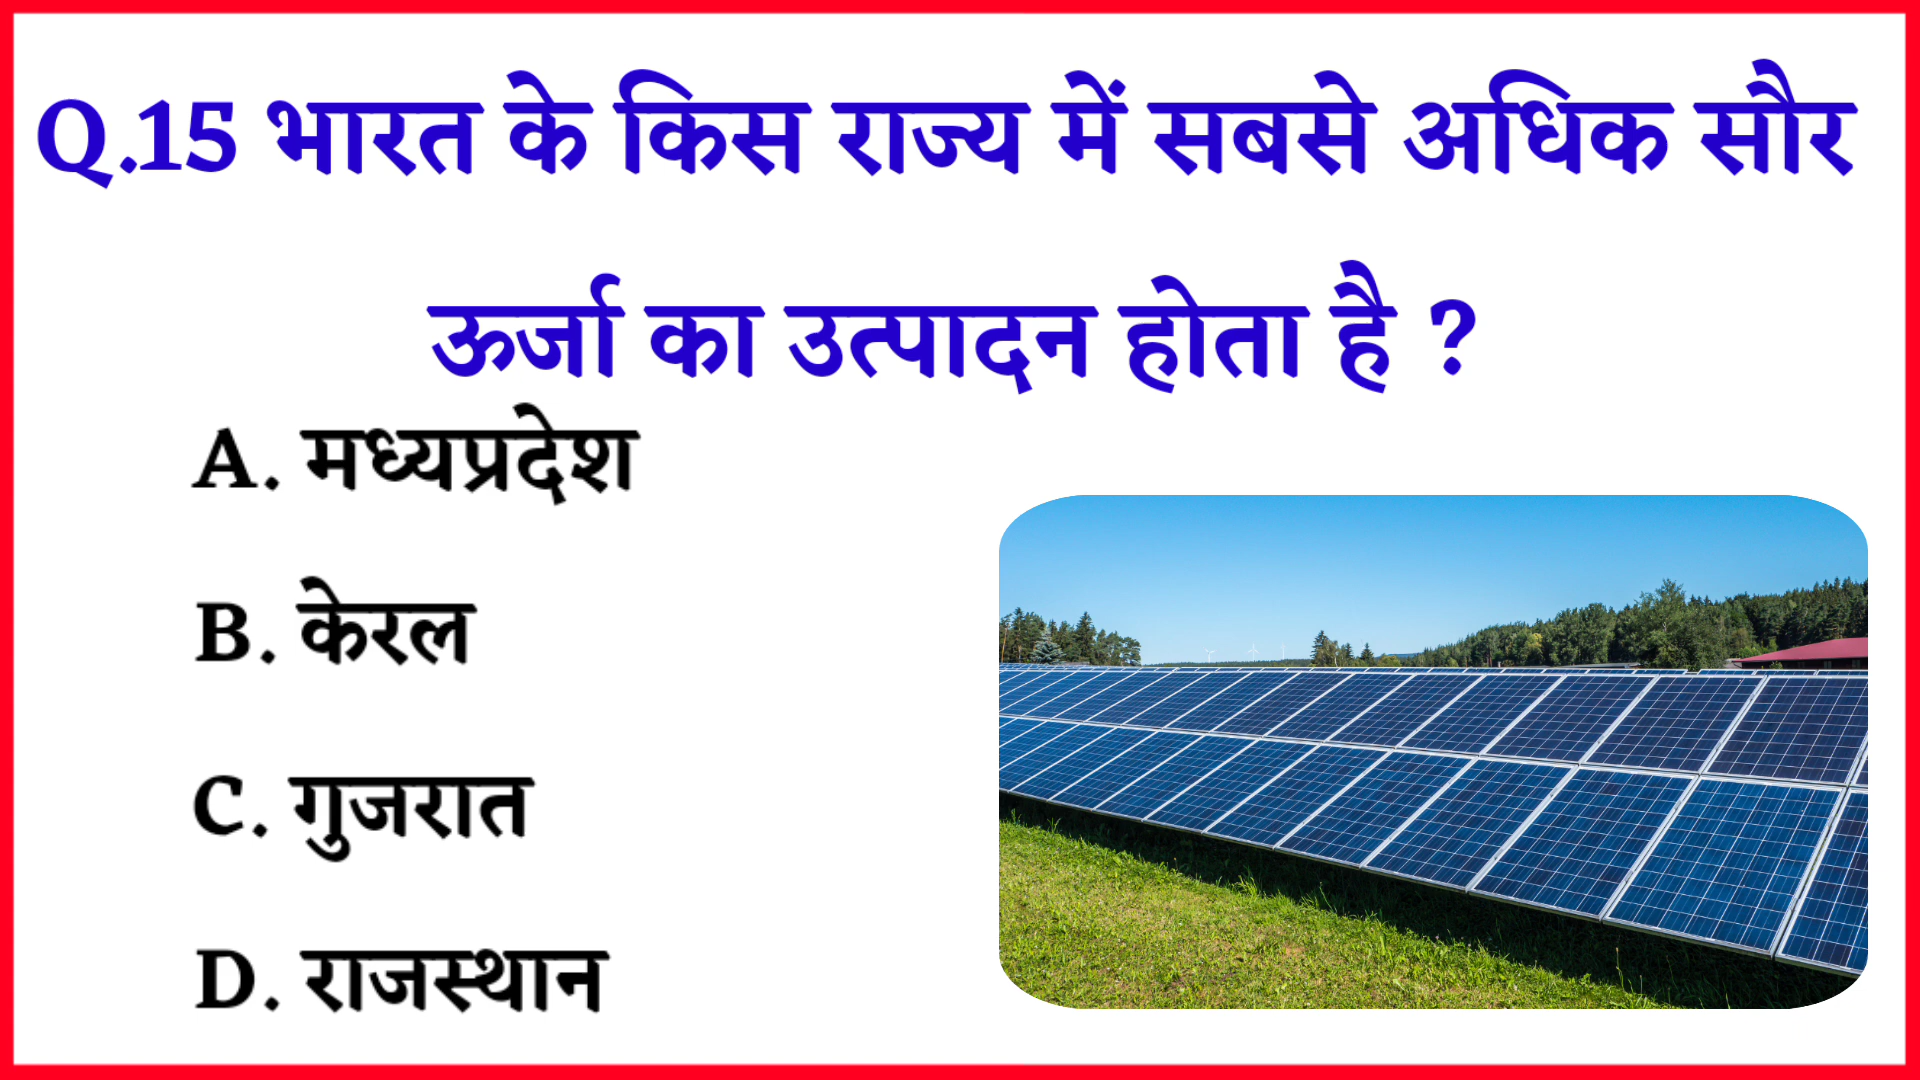 Q.15 भारत के किस राज्य में सबसे अधिक सौर
ऊर्जा का उत्पादन होता है ?
A. मध्यप्रदेश
B. केरल
C. गुजरात
D. राजस्थान